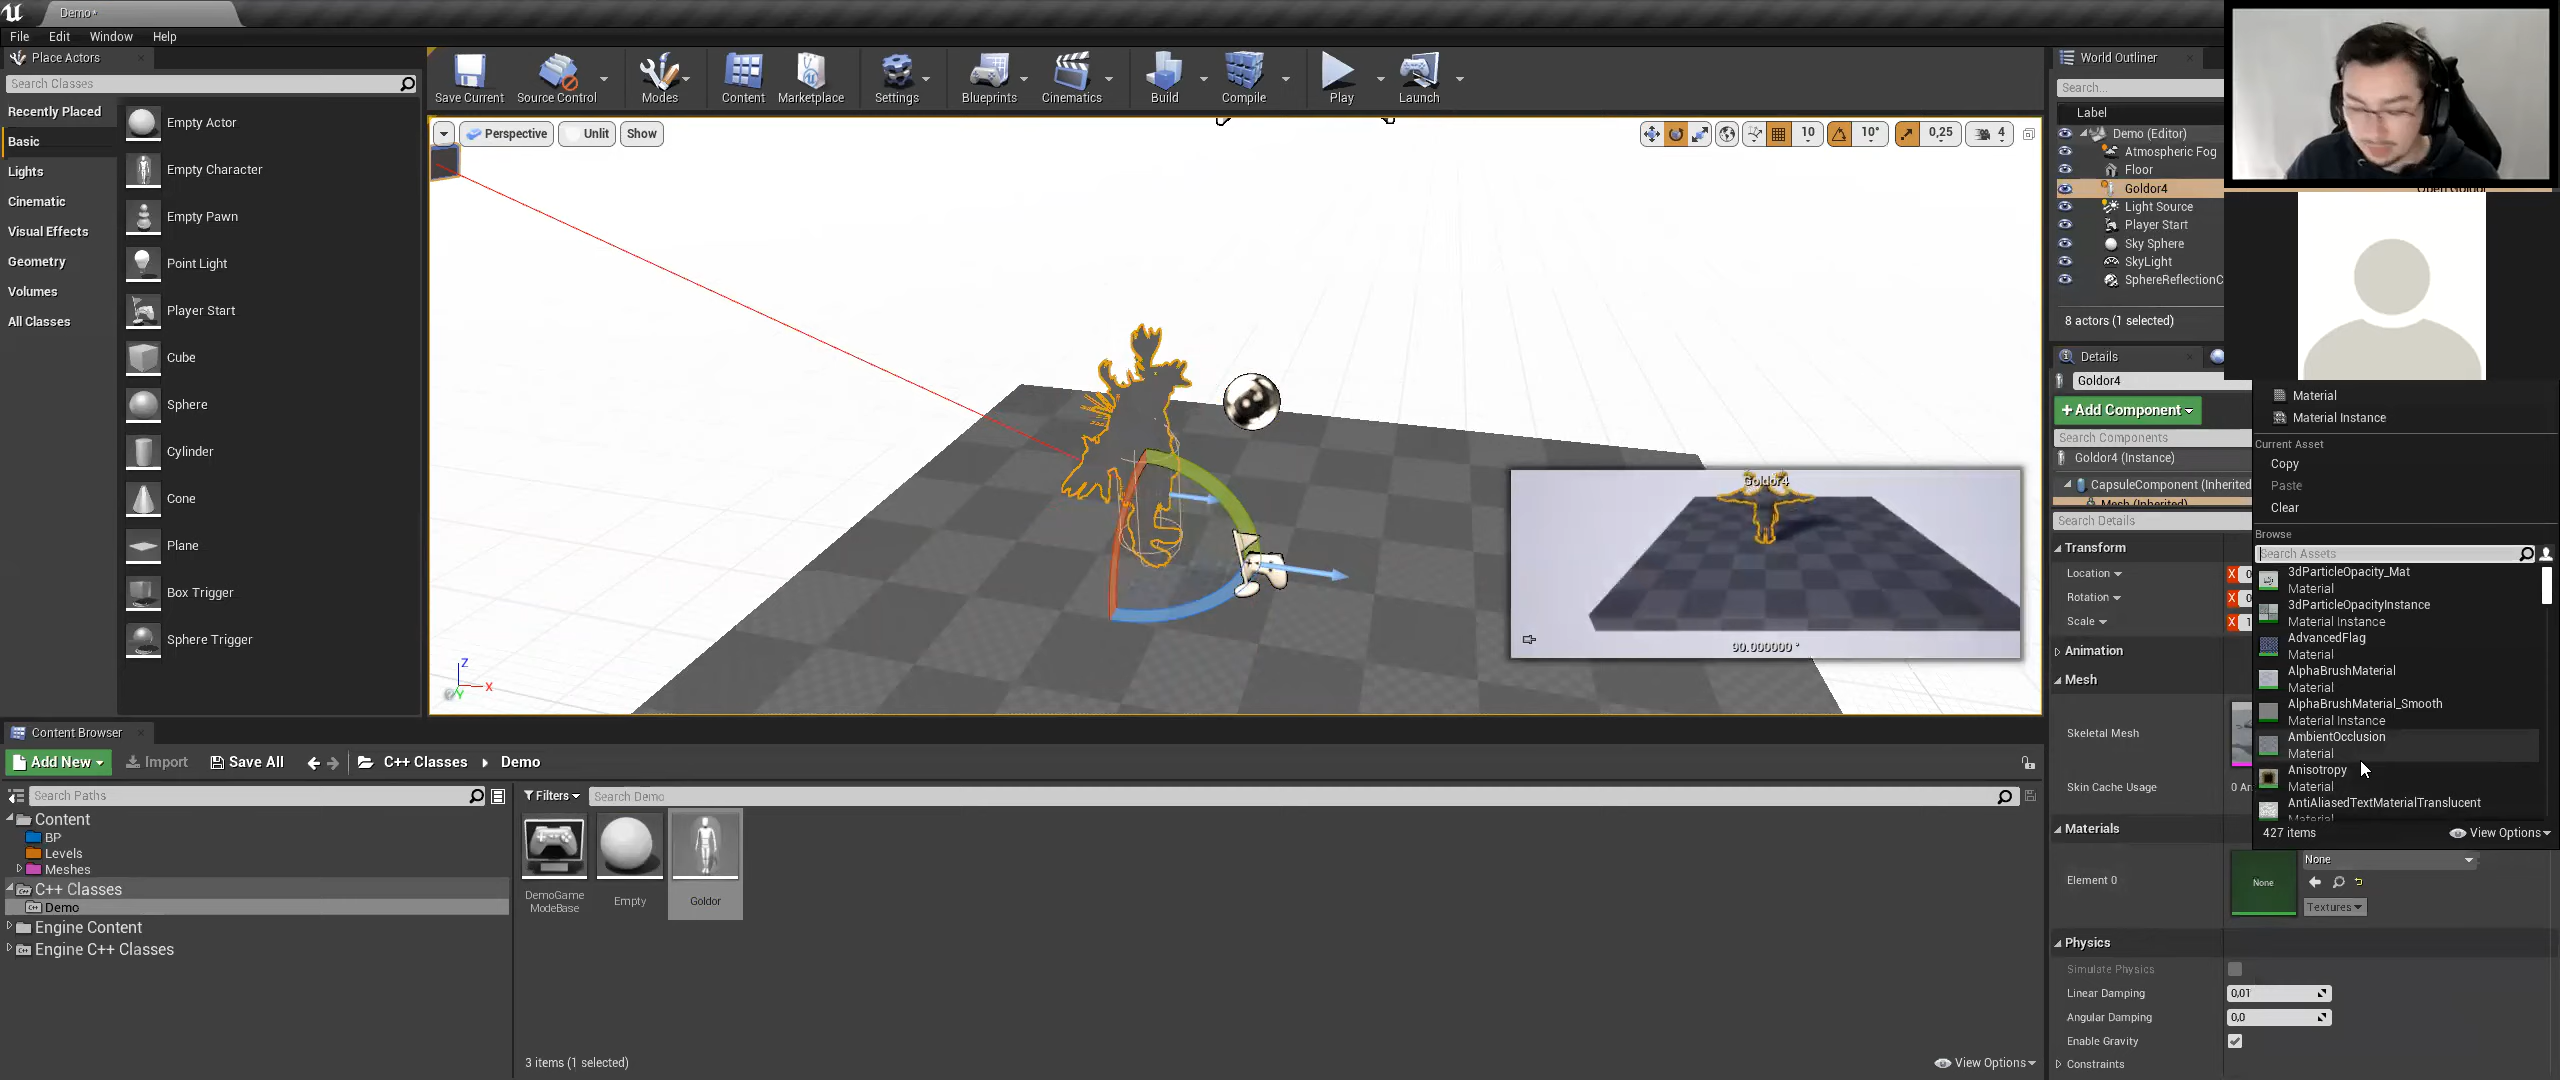 Demo*
File Edit Window Help
Place Actors
Search Classes
Recently Placed
Basic
Lights
Cinematic
Visual Effects
Geometry
Volumes
All Classes
Empty Actor
Empty Character
Empty Pawn
Point Light
Player Start
Cube
Sphere
Cylinder
Cone
Plane
Box Trigger
Sphere Trigger
Save Current
Source Control
Modes
Content
Marketplace
Settings
Blueprints
Cinematics
Build
Compile
Play
Launch
Perspective
Unlit
Show
10
10°
0,25
4
Goldor4
90.000000 °
Z
X
Y
World Outliner
Search...
Label
Demo (Editor)
Atmospheric Fog
Floor
Goldor4
Light Source
Player Start
Sky Sphere
SkyLight
SphereReflectionC
8 actors (1 selected)
Details
Goldor4
+ Add Component
Search Components
Goldor4 (Instance)
CapsuleComponent (Inherited
Mesh (Inherited)
Search Details
Transform
Location
X 0
Rotation
X 0
Scale
X 1
Animation
Mesh
Skeletal Mesh
Skin Cache Usage
Materials
Element 0
None
None
Textures
Physics
Simulate Physics
Linear Damping
0,01
Angular Damping
0,0
Enable Gravity
Constraints
Material
Material Instance
Current Asset
Copy
Paste
Clear
Browse
Search Assets
3dParticleOpacity_Mat
Material
3dParticleOpacityInstance
Material Instance
AdvancedFlag
Material
AlphaBrushMaterial
Material
AlphaBrushMaterial_Smooth
Material Instance
AmbientOcclusion
Material
Anisotropy
Material
AntiAliasedTextMaterialTranslucent
Material
427 items
View Options
Content Browser
Add New
Import
Save All
C++ Classes
Demo
Search Paths
Filters
Search Demo
Content
BP
Levels
Meshes
C++ Classes
Demo
Engine Content
Engine C++ Classes
DemoGame
ModeBase
Empty
Goldor
3 items (1 selected)
View Options